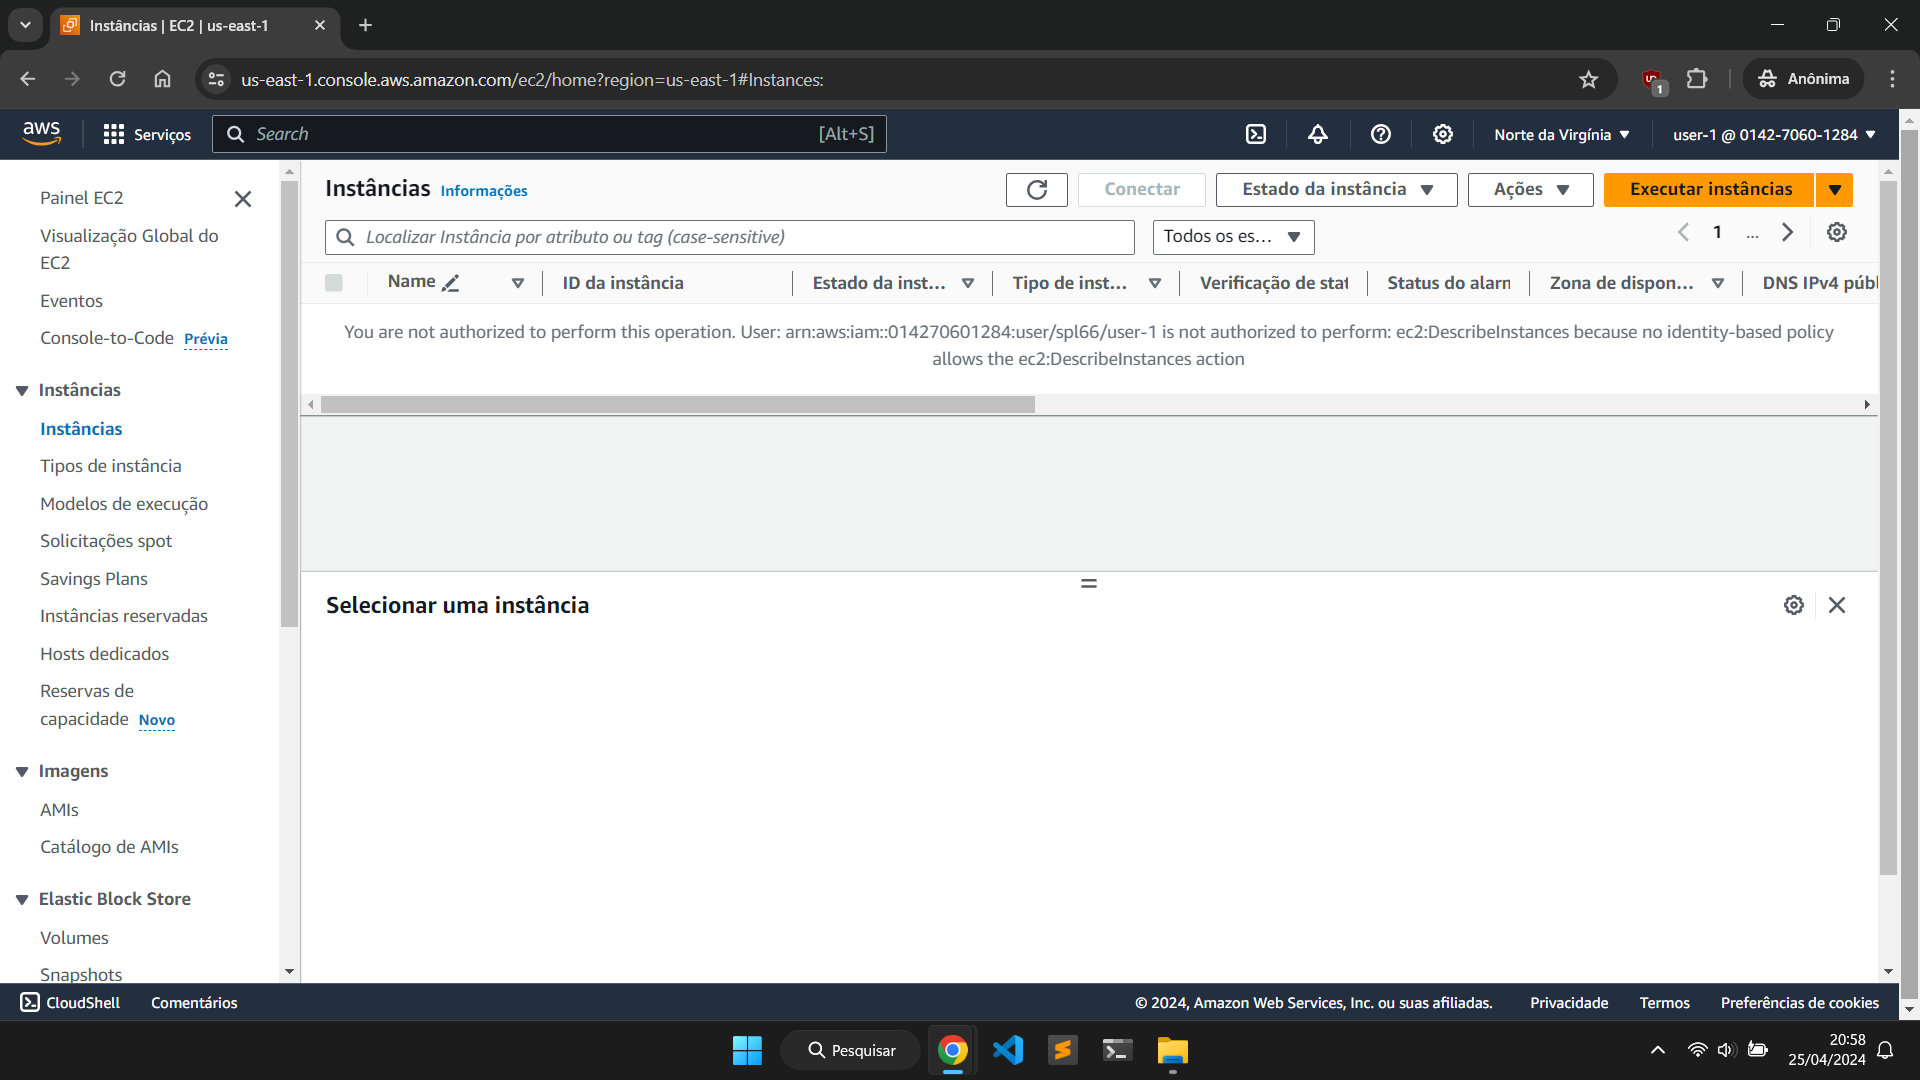 Instâncias | EC2 | us-east-1
us-east-1.console.aws.amazon.com/ec2/home?region=us-east-1#Instances:
1
Anônima
aws
Serviços
Search
[Alt+S]
Norte da Virgínia
user-1 @ 0142-7060-1284
Painel EC2
Visualização Global do
EC2
Eventos
Console-to-Code Prévia
Instâncias
Instâncias
Tipos de instância
Modelos de execução
Solicitações spot
Savings Plans
Instâncias reservadas
Hosts dedicados
Reservas de
capacidade Novo
Imagens
AMIs
Catálogo de AMIs
Elastic Block Store
Volumes
Snapshots
Instâncias Informações
Conectar
Estado da instância
Ações
Executar instâncias
Localizar Instância por atributo ou tag (case-sensitive)
Todos os es...
1 ...
Name
ID da instância
Estado da inst...
Tipo de inst...
Verificação de stat
Status do alarn
Zona de dispon...
DNS IPv4 públ
You are not authorized to perform this operation. User: arn:aws:iam::014270601284:user/spl66/user-1 is not authorized to perform: ec2:DescribeInstances because no identity-based policy
allows the ec2:DescribeInstances action
Selecionar uma instância
CloudShell
Comentários
© 2024, Amazon Web Services, Inc. ou suas afiliadas.
Privacidade
Termos
Preferências de cookies
Pesquisar
20:58
25/04/2024